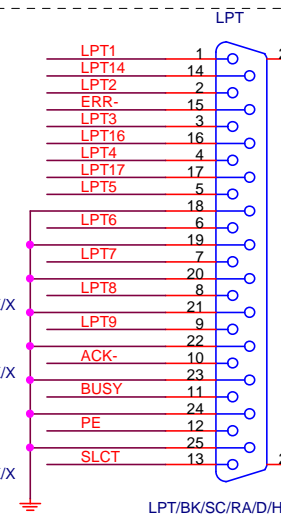 LPT
LPT1 1
LPT14 14
LPT2 2
ERR- 15
LPT3 3
LPT16 16
LPT4 4
LPT17 17
LPT5 5
18
LPT6 6
19
LPT7 7
20
LPT8 8
21
/X
LPT9 9
22
ACK- 10
/X
23
BUSY 11
24
PE 12
25
SLCT 13
/X
LPT/BK/SC/RA/D/H